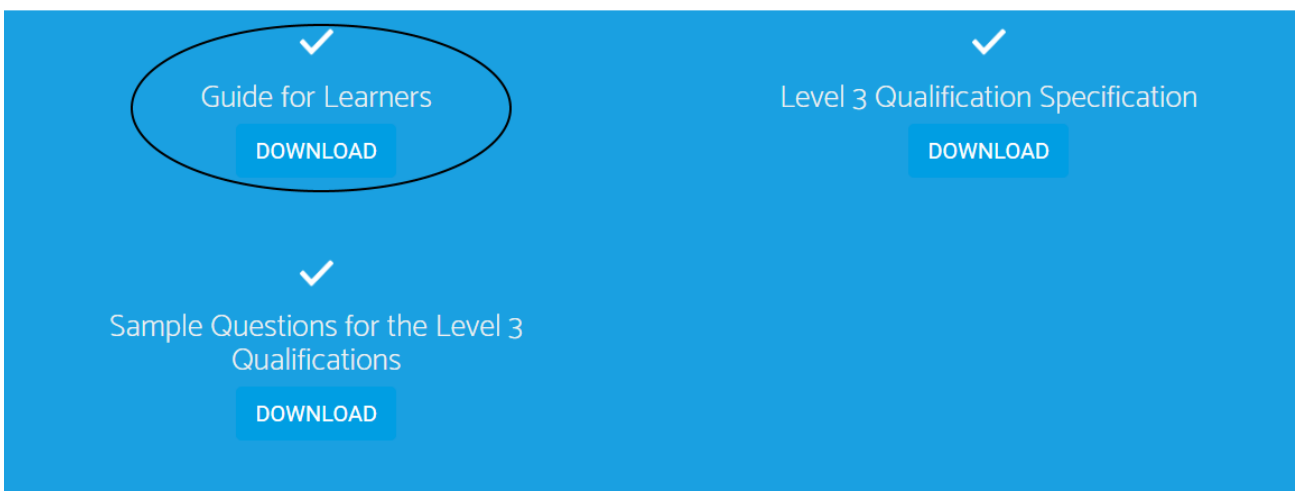 Guide for Learners
DOWNLOAD
Level 3 Qualification Specification
DOWNLOAD
Sample Questions for the Level 3
Qualifications
DOWNLOAD